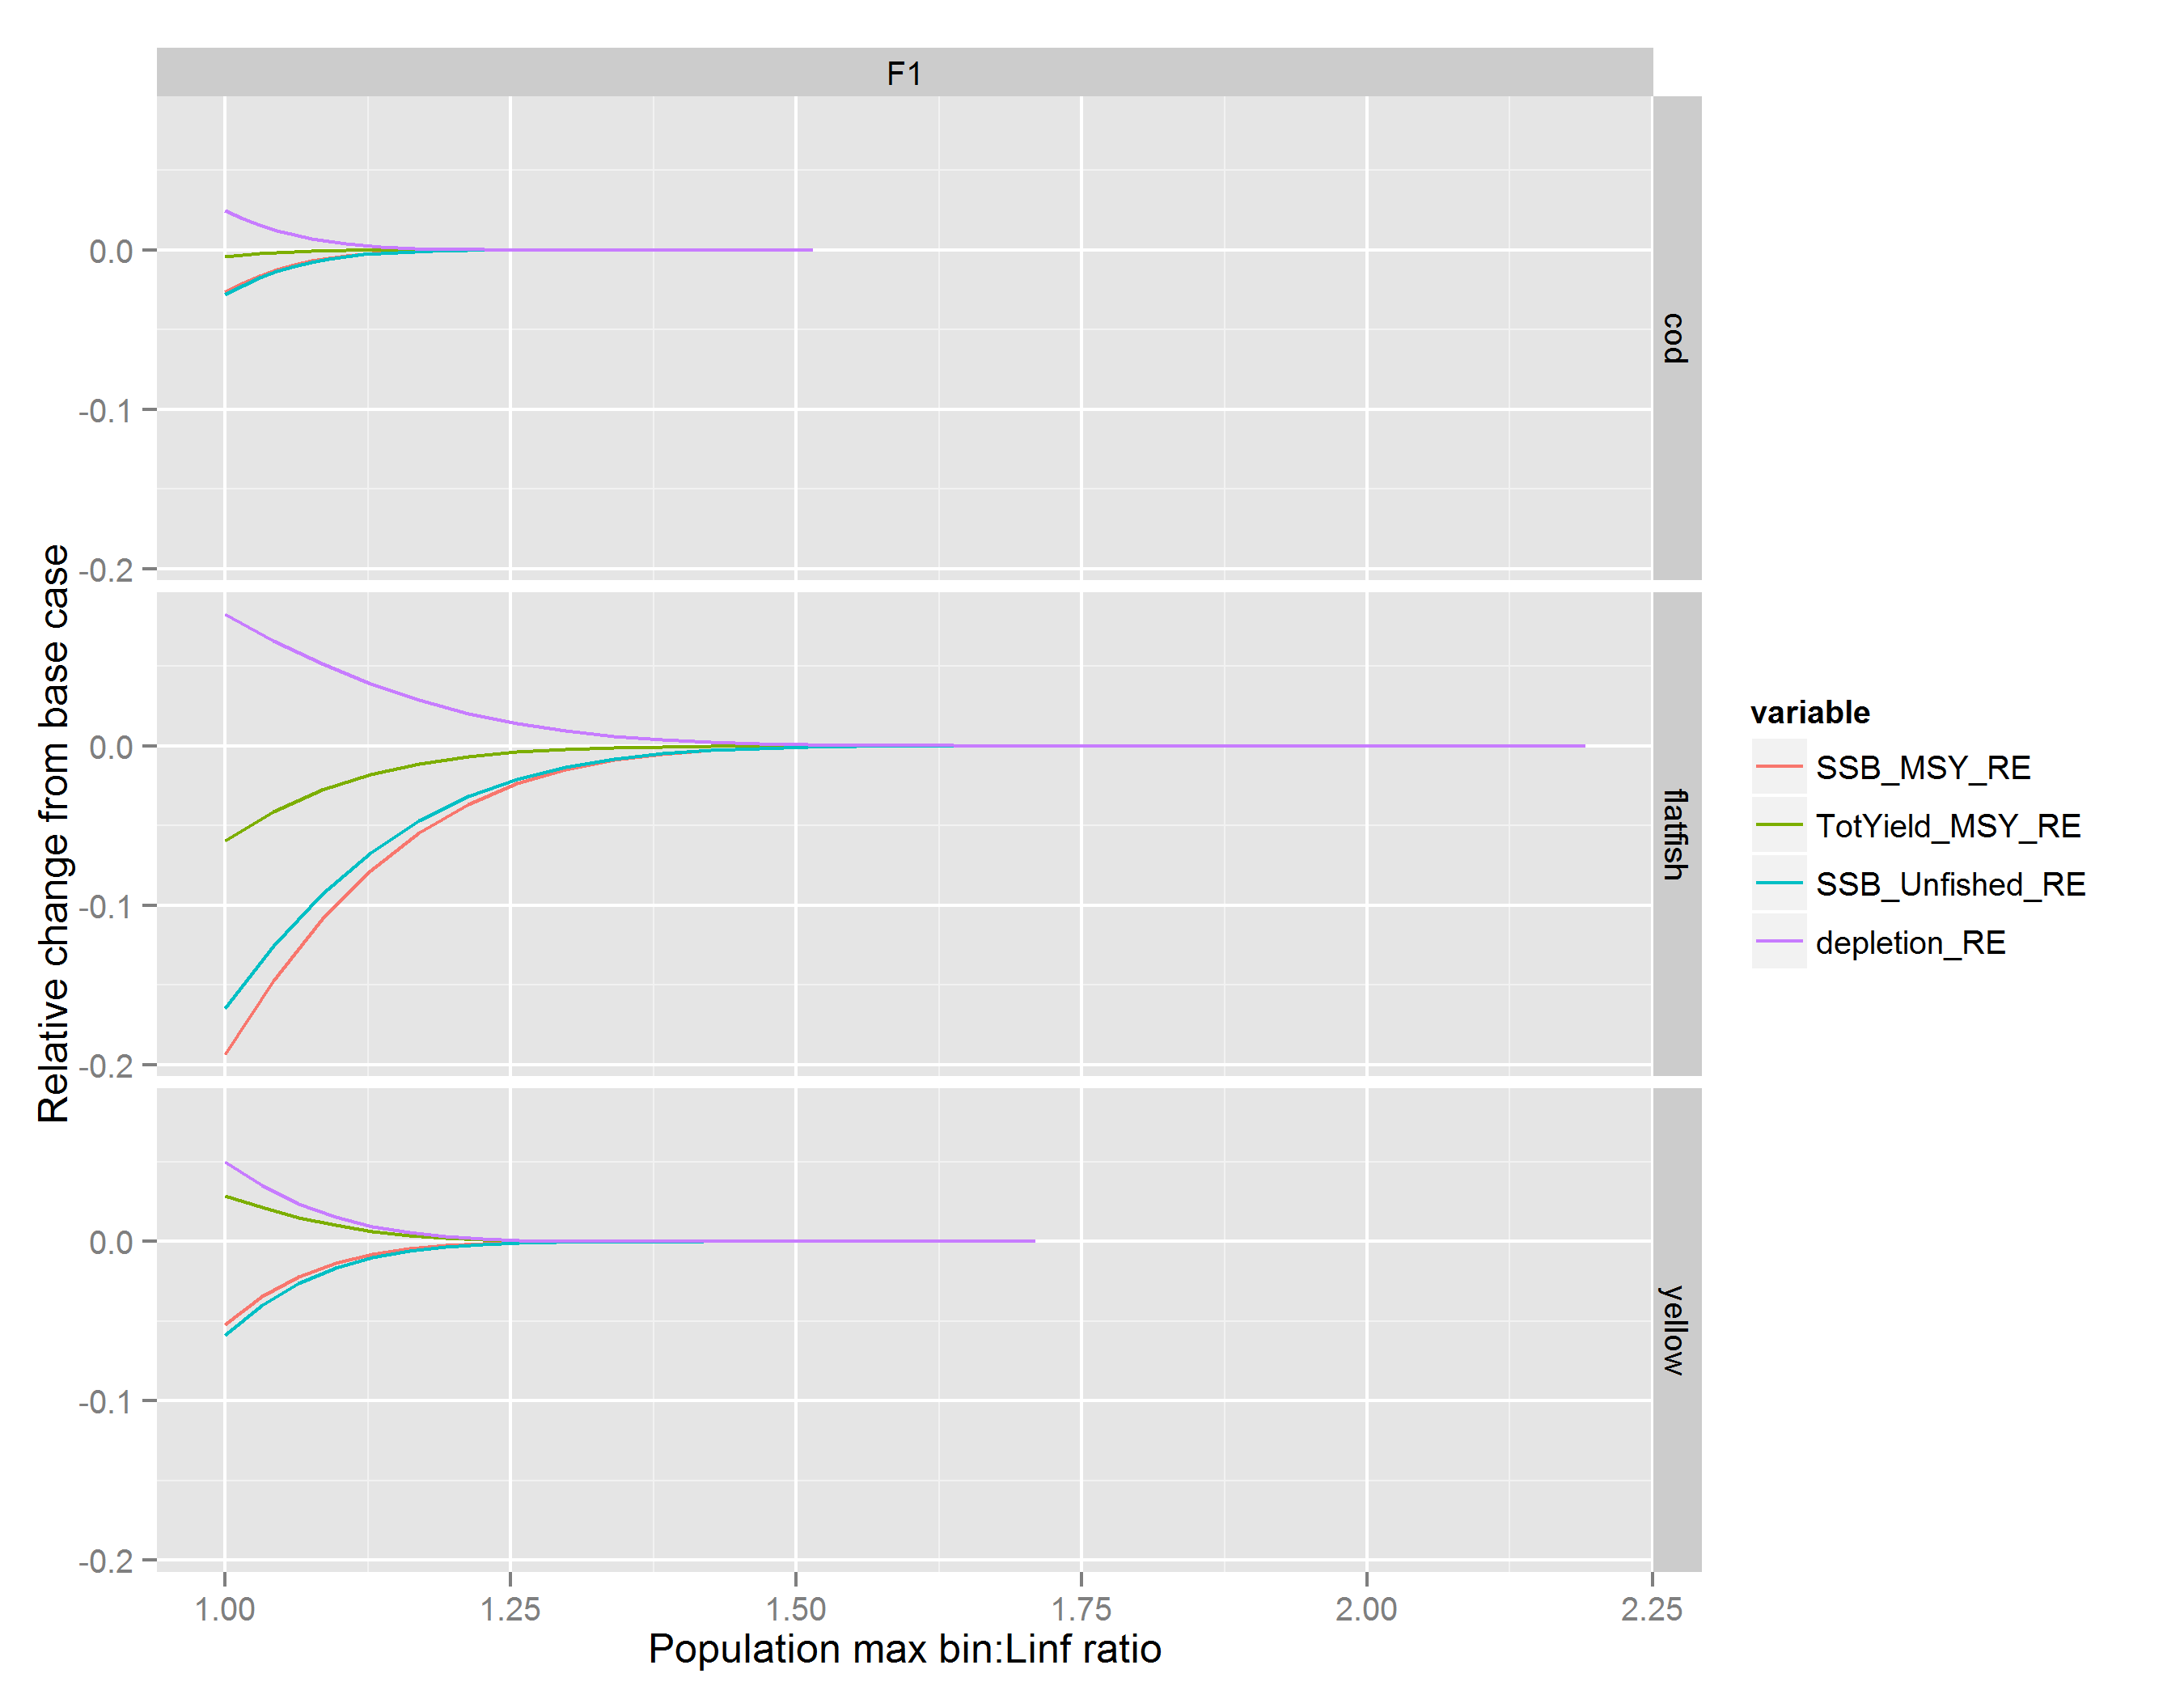 F1
0.0
-0.1
-0.2
cod
0.0
-0.1
-0.2
flatfish
0.0
-0.1
-0.2
yellow
1.00
1.25
1.50
1.75
2.00
2.25
Population max bin:Linf ratio
Relative change from base case
variable
SSB_MSY_RE
TotYield_MSY_RE
SSB_Unfished_RE
depletion_RE